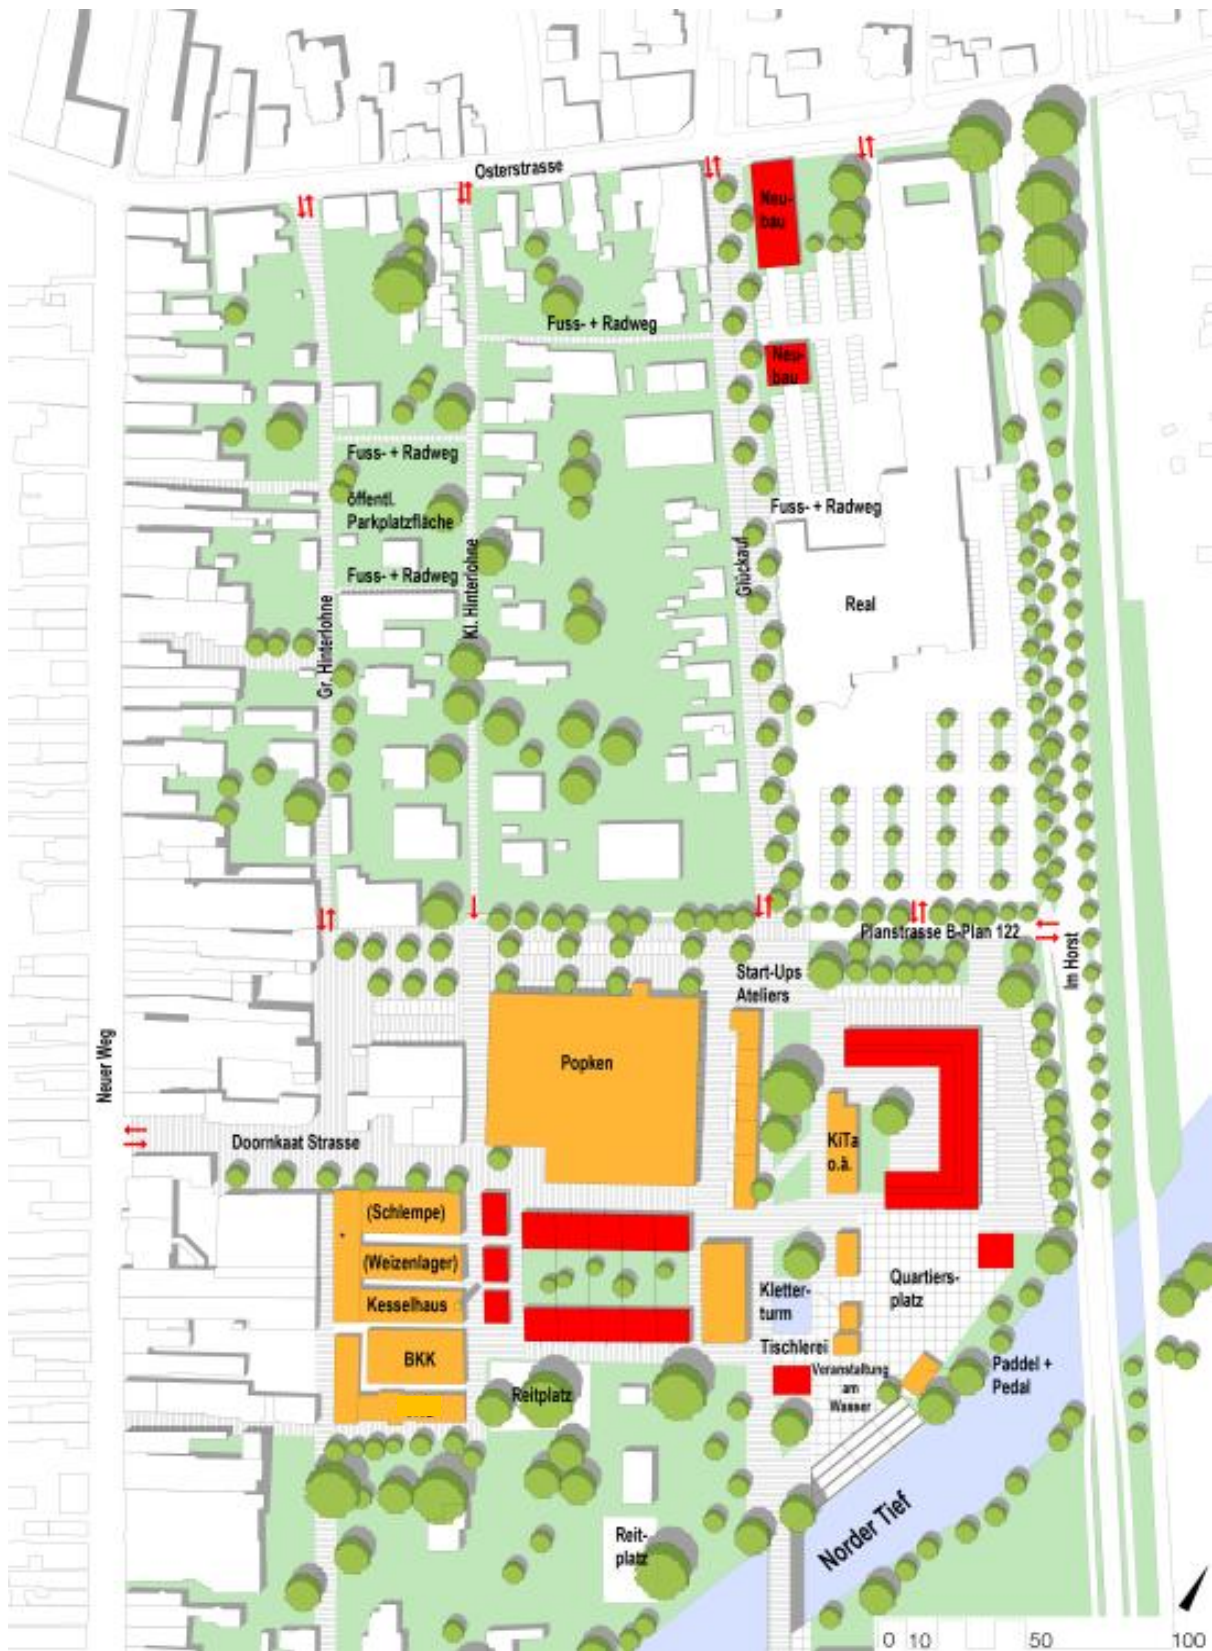 Osterstrasse
Neu-
bau
Fuss- + Radweg
Neu-
bau
Fuss- + Radweg
öffentl.
Parkplatzfläche
Fuss- + Radweg
Fuss- + Radweg
Gr. Hinterlohne
Kl. Hinterlohne
Glückauf
Real
Planstrasse B-Plan 122
Im Horst
Start-Ups
Ateliers
Neuer Weg
Popken
Doornkaat Strasse
KiTa
o.ä.
(Schlempe)
(Weizenlager)
Kesselhaus
BKK
Kletter-
turm
Quartiers-
platz
Tischlerei
Veranstaltung
am
Wasser
Paddel +
Pedal
Reitplatz
Reit-
platz
Norder Tief
0 10 50 100